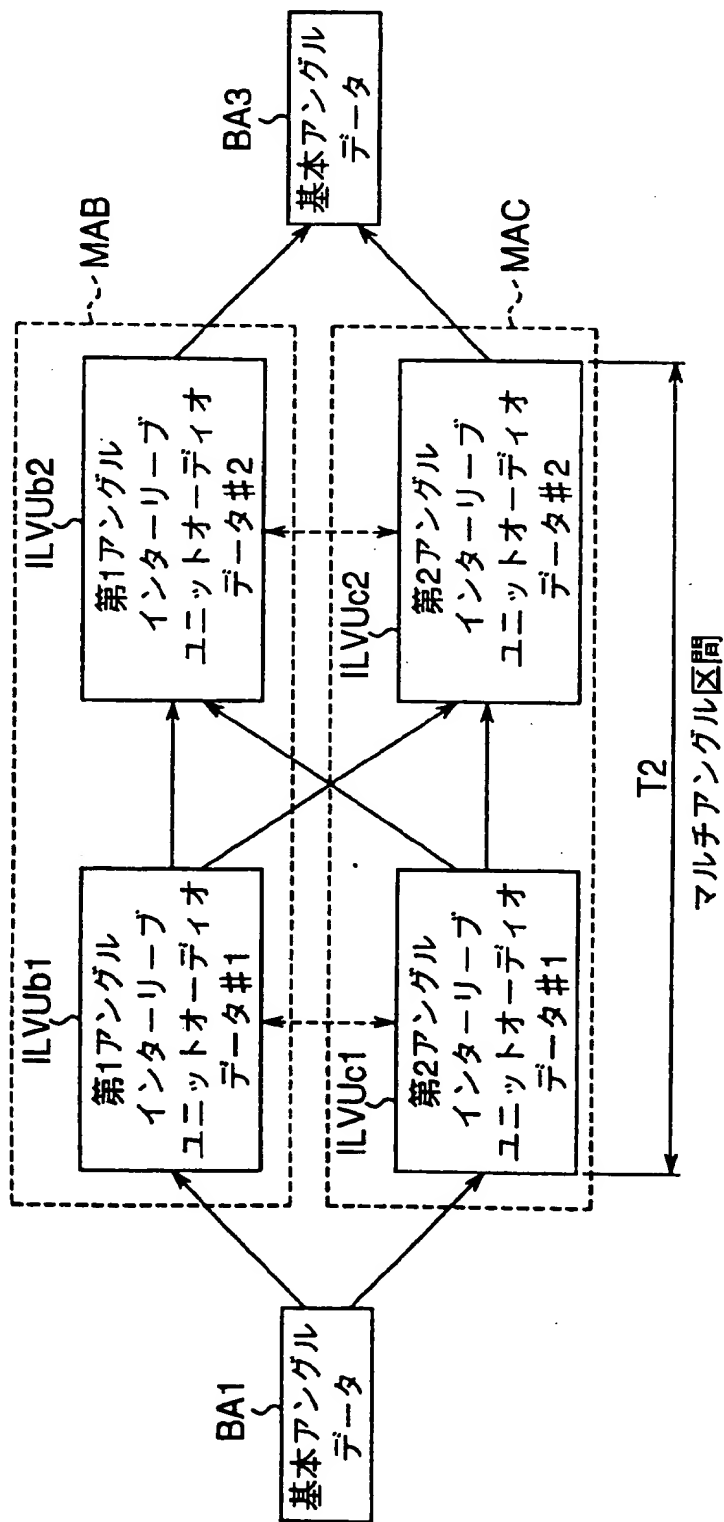 BA1
基本アングル
データ
MAB
ILVUb1
第1アングル
インターリーブ
ユニットオーディオ
データ#1
ILVUb2
第1アングル
インターリーブ
ユニットオーディオ
データ#2
ILVUc1
第2アングル
インターリーブ
ユニットオーディオ
データ#1
ILVUc2
第2アングル
インターリーブ
ユニットオーディオ
データ#2
MAC
BA3
基本アングル
データ
T2
マルチアングル区間